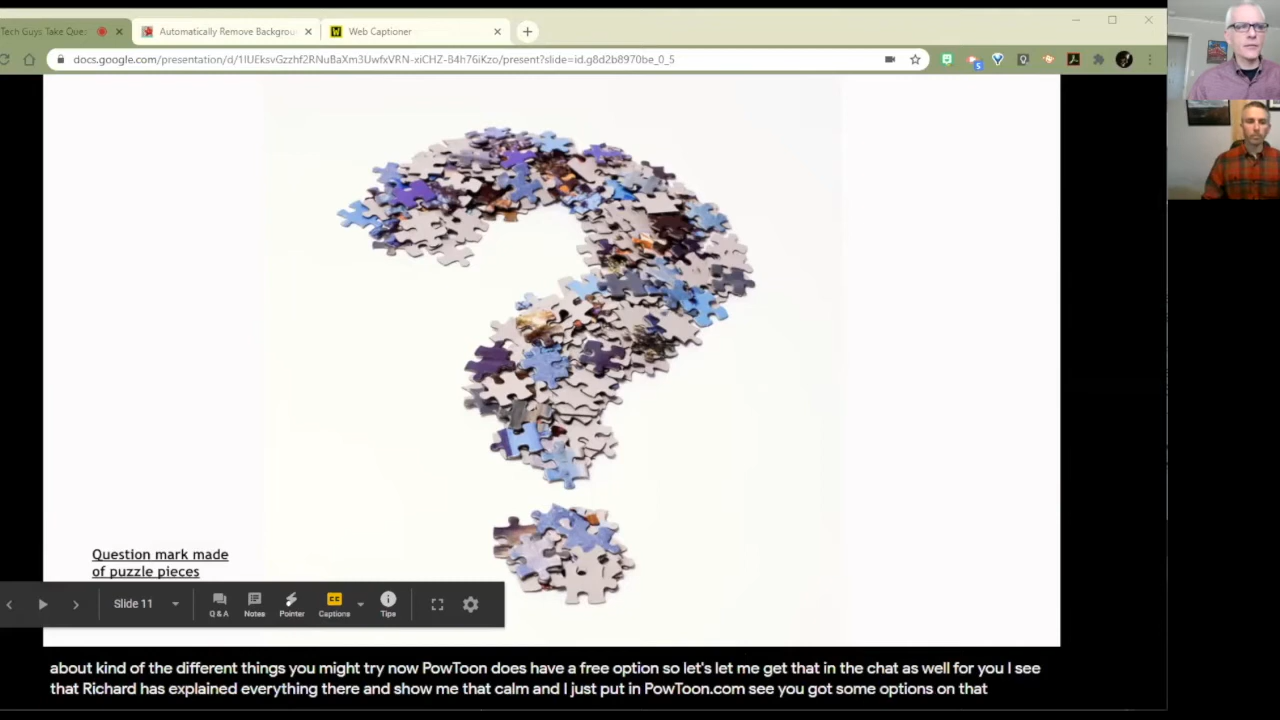 Tech Guys Take Que:
Automatically Remove Backgrou
Web Captioner
docs.google.com/presentation/d/1IUEksvGzzhf2RNuBaXm3UwfxVRN-xiCHZ-B4h76iKzo/present?slide=id.g8d2b8970be_0_5
5
Question mark made
of puzzle pieces
Slide 11
Q & A
Notes
Pointer
CC
Captions
Tips
about kind of the different things you might try now PowToon does have a free option so let's let me get that in the chat as well for you I see
that Richard has explained everything there and show me that calm and I just put in PowToon.com see you got some options on that